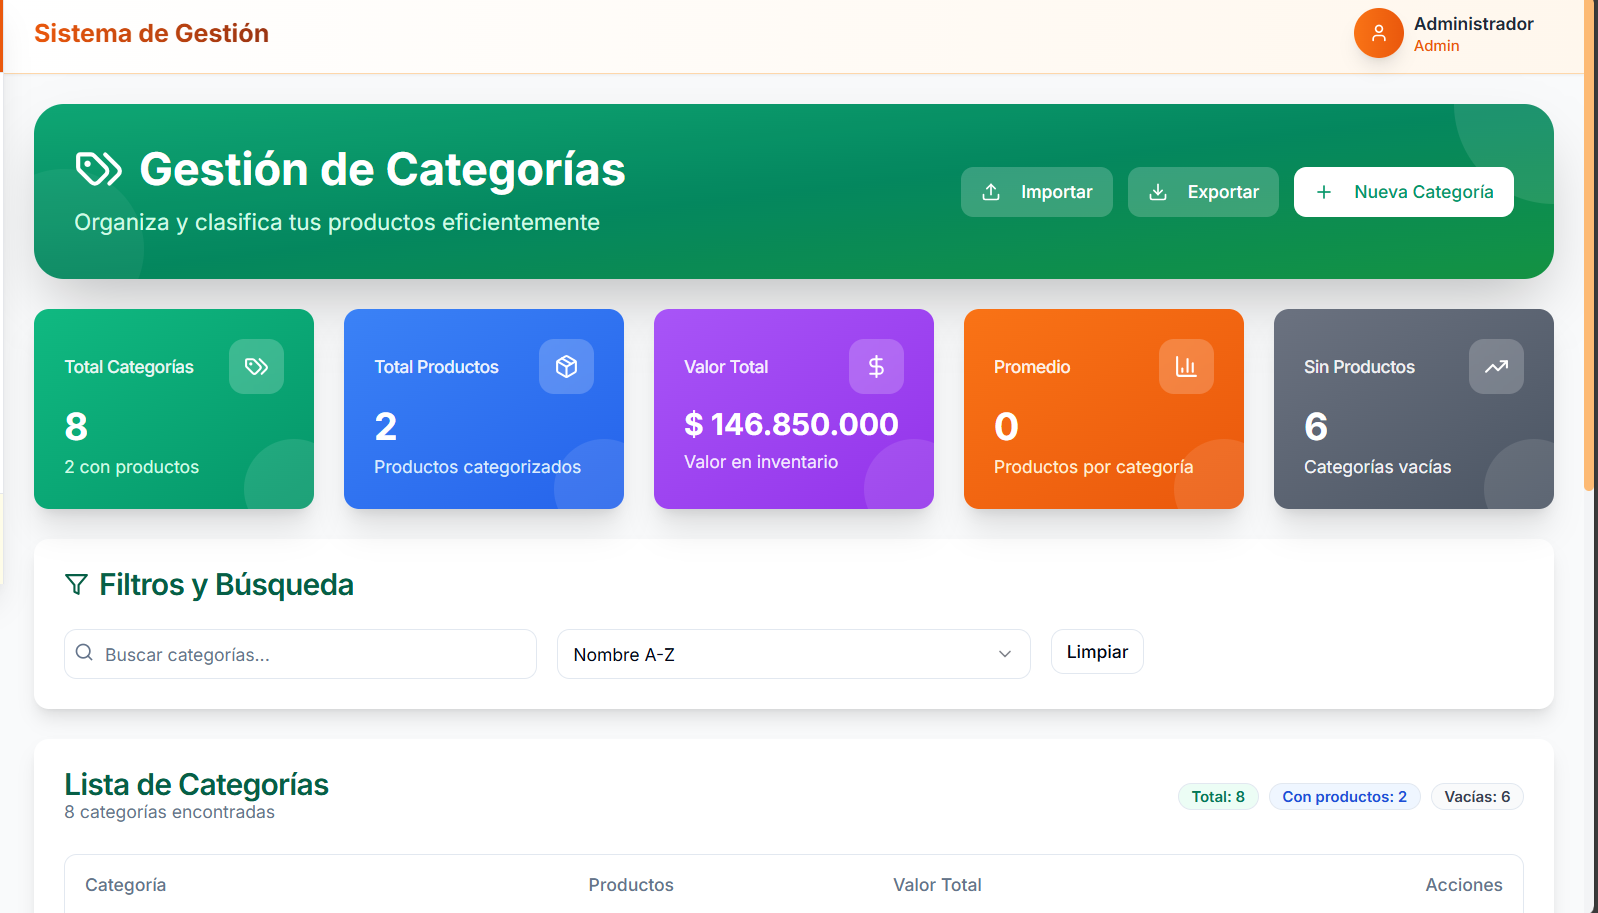 Sistema de Gestión
Administrador
Admin
Gestión de Categorías
Organiza y clasifica tus productos eficientemente
Importar
Exportar
Nueva Categoría
Total Categorías
8
2 con productos
Total Productos
2
Productos categorizados
Valor Total
$ 146.850.000
Valor en inventario
Promedio
0
Productos por categoría
Sin Productos
6
Categorías vacías
Filtros y Búsqueda
Buscar categorías...
Nombre A-Z
Limpiar
Lista de Categorías
8 categorías encontradas
Total: 8
Con productos: 2
Vacías: 6
Categoría
Productos
Valor Total
Acciones